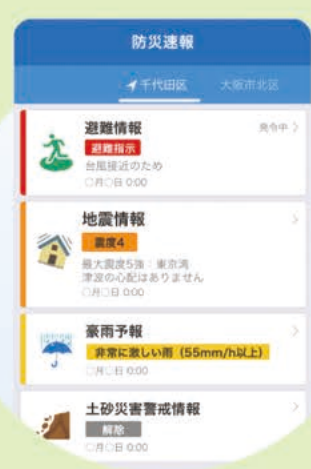 防災速報
千代田区 大阪市北区
避難情報 発令中
避難指示
台風接近のため
○月○日 0:00
地震情報
震度4
最大震度5強:東京湾
津波の心配はありません
○月○日 0:00
豪雨予報
非常に激しい雨(55mm/h以上)
○月○日 0:00
土砂災害警戒情報
解除
○月○日 0:00